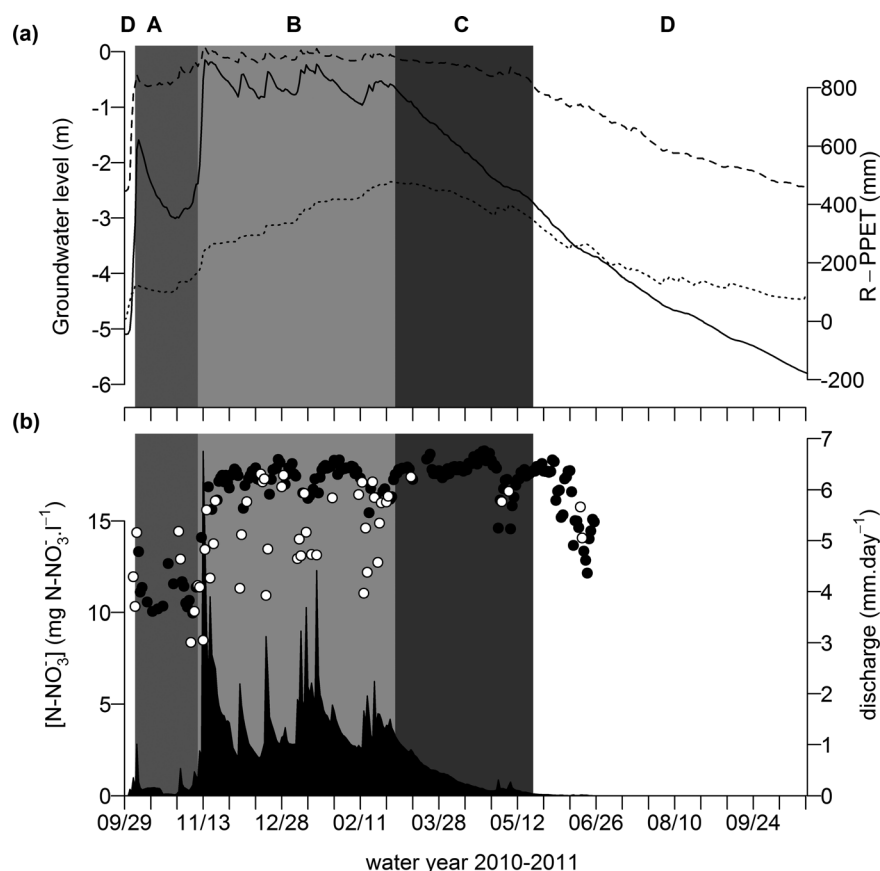 D A B C D
(a)
0
-1
-2
-3
-4
-5
-6
Groundwater level (m)
800
600
400
200
0
-200
R – PPET (mm)
(b)
15
10
5
0
[N-NO₃⁻] (mg N-NO₃⁻.l⁻¹)
7
6
5
4
3
2
1
0
discharge (mm.day⁻¹)
09/29 11/13 12/28 02/11 03/28 05/12 06/26 08/10 09/24
water year 2010-2011